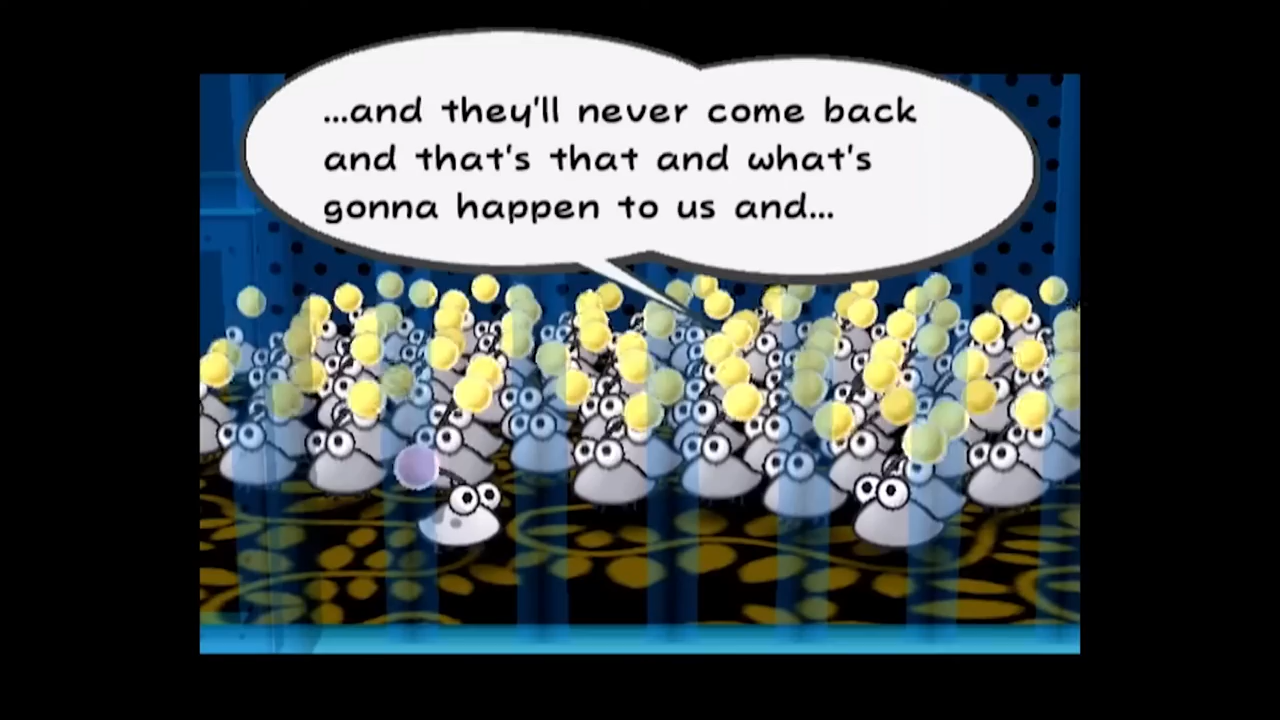 ...and they'll never come back
and that's that and what's
gonna happen to us and...